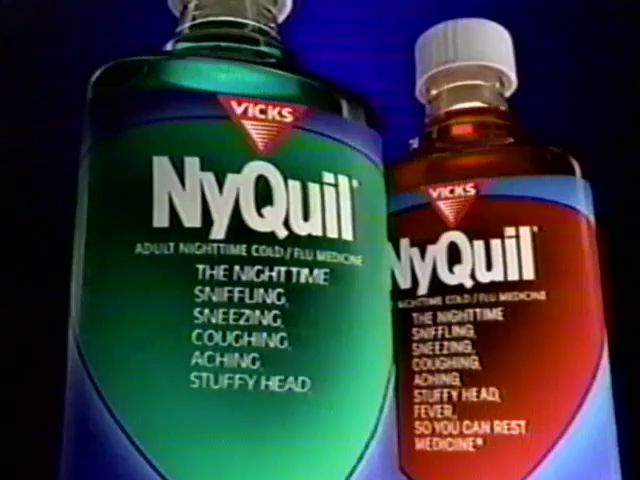 VICKS
NyQuil
ADULT NIGHTTIME COLD/FLU MEDICINE
THE NIGHTTIME
SNIFFLING,
SNEEZING,
COUGHING,
ACHING,
STUFFY HEAD,
VICKS
NyQuil
NIGHTTIME COLD/FLU MEDICINE
THE NIGHTTIME
SNIFFLING,
SNEEZING,
COUGHING,
ACHING,
STUFFY HEAD,
FEVER,
SO YOU CAN REST
MEDICINE®